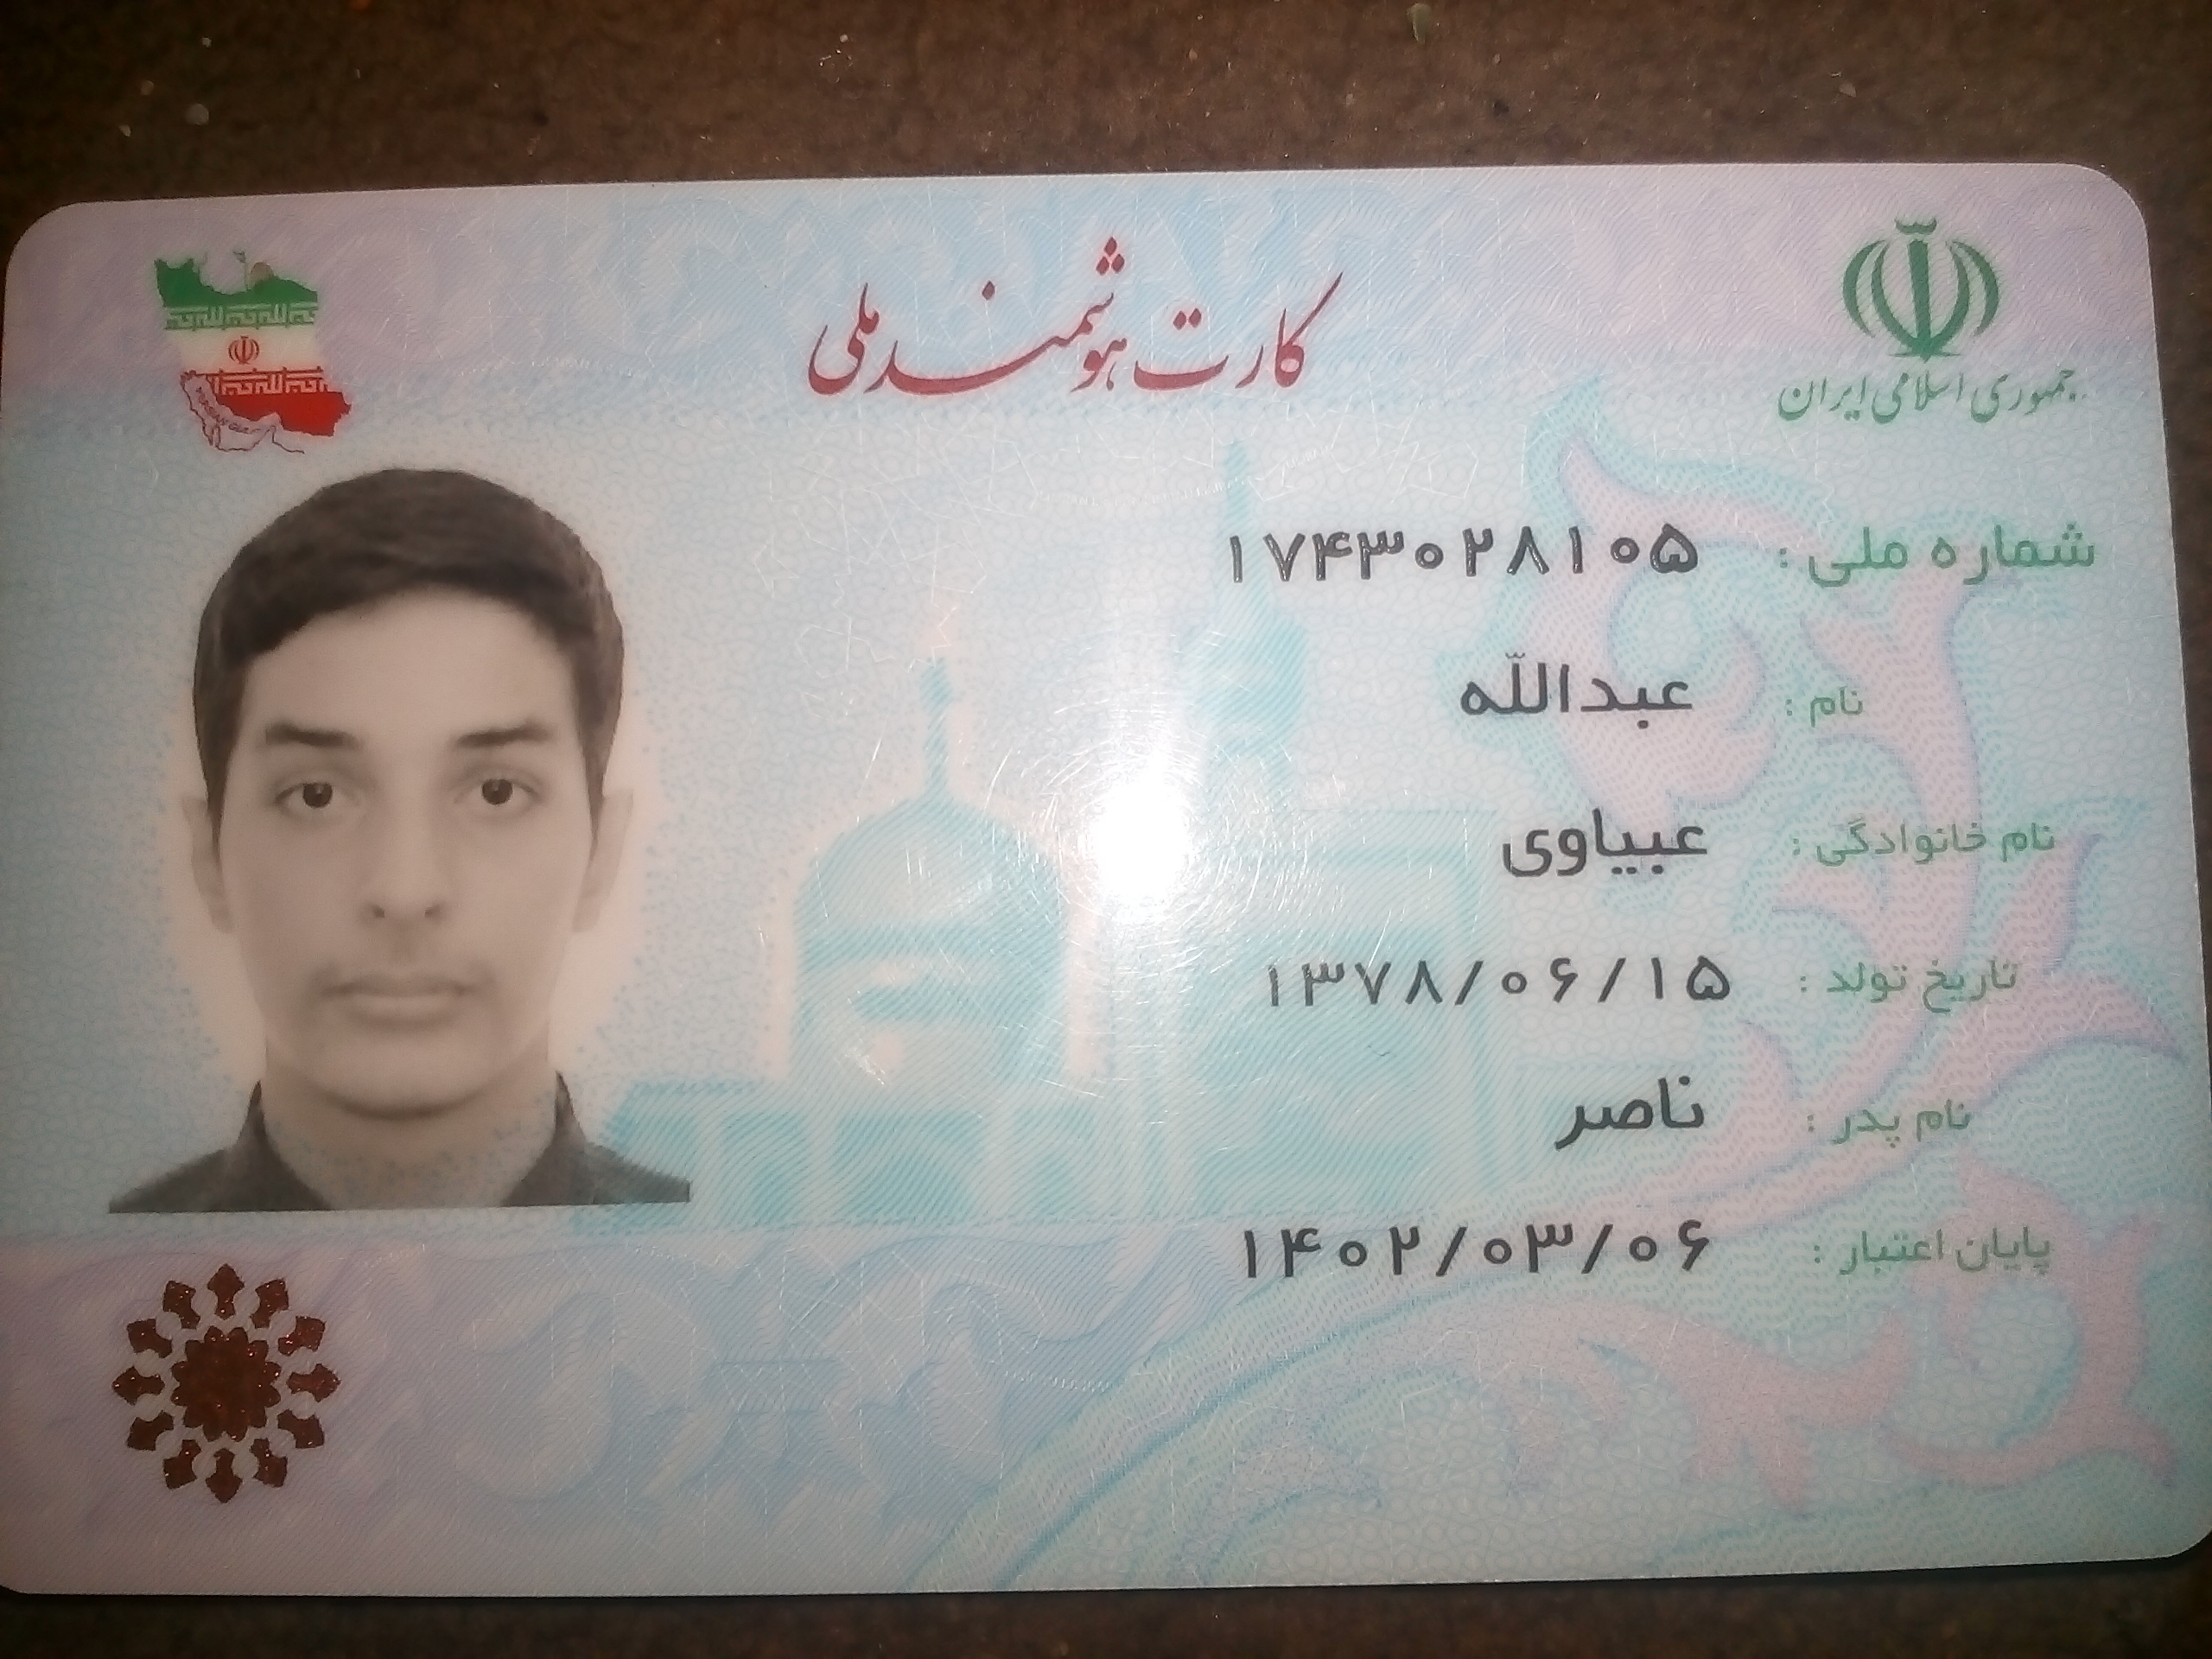 جمهوری اسلامی ایران
کارت هوشمند ملی
شماره ملی : ۱۷۴۳۰۲۸۱۰۵
نام : عبداللّه
نام خانوادگی : عبیاوی
تاریخ تولد : ۱۳۷۸/۰۶/۱۵
نام پدر : ناصر
پایان اعتبار : ۱۴۰۲/۰۳/۰۶